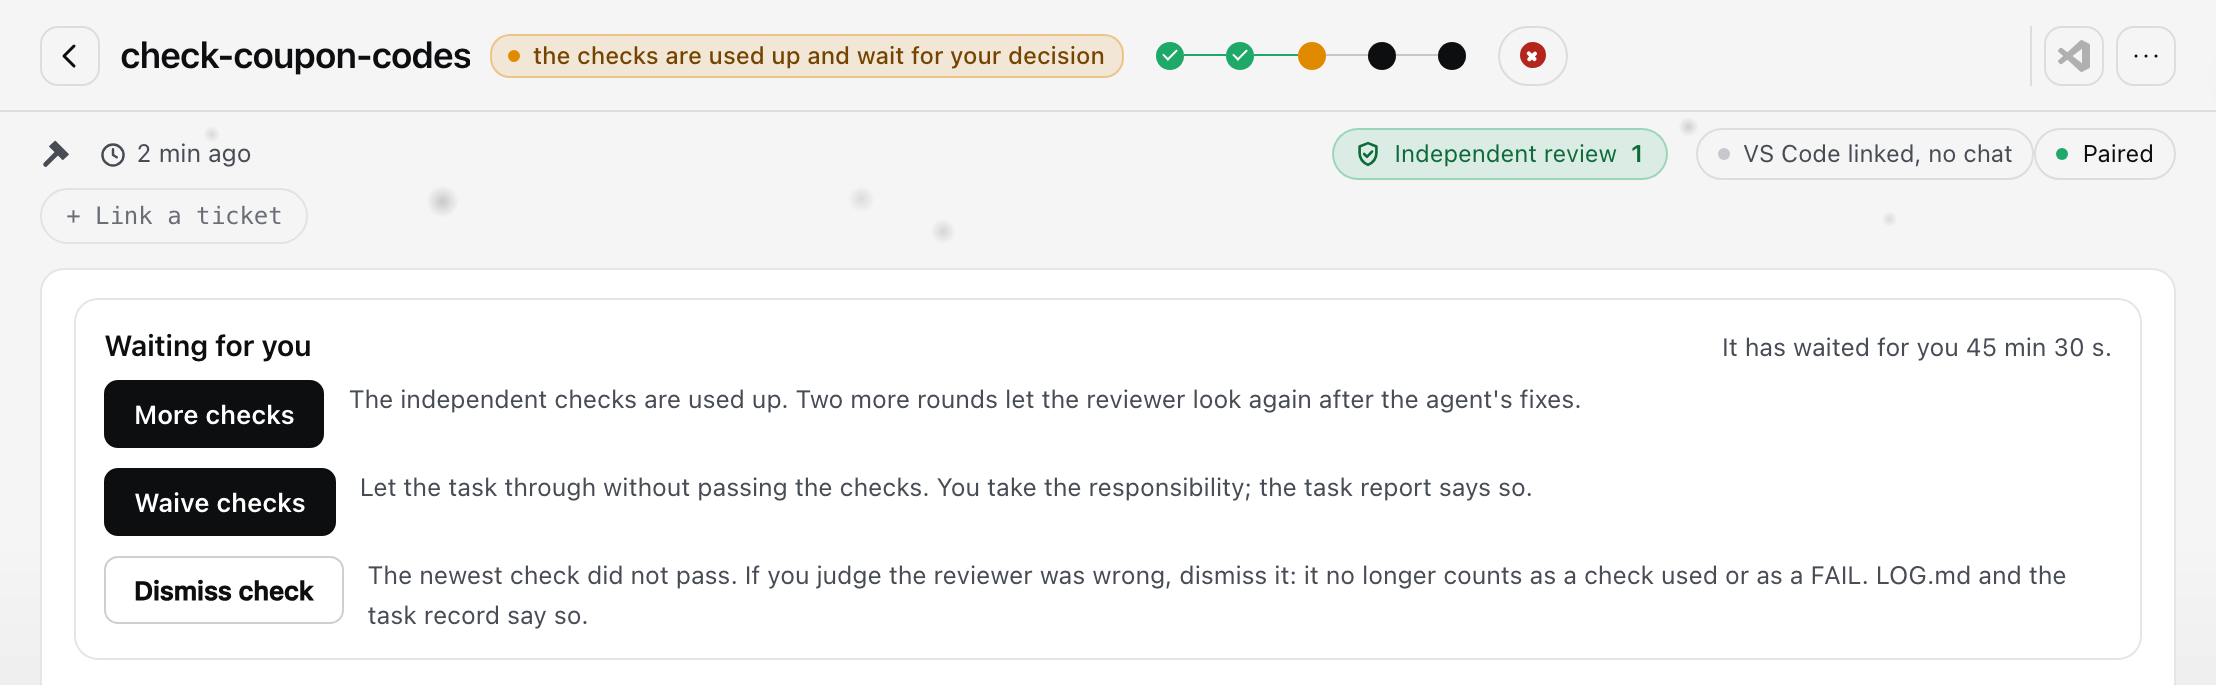 check-coupon-codes
the checks are used up and wait for your decision
2 min ago
Independent review 1
VS Code linked, no chat
Paired
+ Link a ticket
Waiting for you
It has waited for you 45 min 30 s.
More checks
The independent checks are used up. Two more rounds let the reviewer look again after the agent's fixes.
Waive checks
Let the task through without passing the checks. You take the responsibility; the task report says so.
Dismiss check
The newest check did not pass. If you judge the reviewer was wrong, dismiss it: it no longer counts as a check used or as a FAIL. LOG.md and the
task record say so.